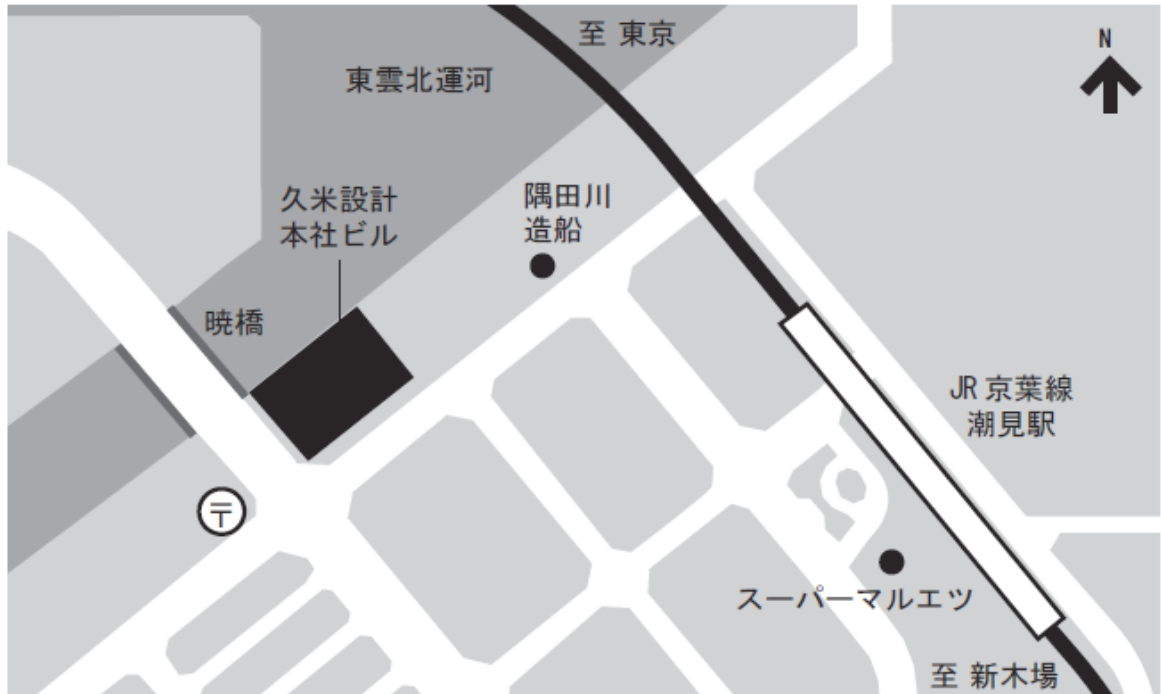 至 東京
N
東雲北運河
久米設計
本社ビル
隅田川
造船
暁橋
JR 京葉線
潮見駅
〒
スーパーマルエツ
至 新木場